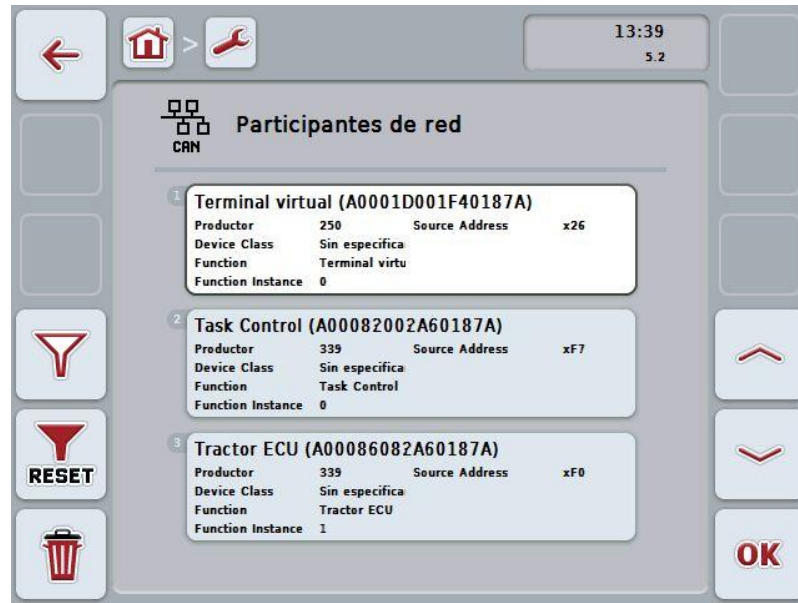 13:39
5.2
>
CAN
Participantes de red
1
Terminal virtual (A0001D001F40187A)
Productor 250 Source Address x26
Device Class Sin especifica
Function Terminal virtu
Function Instance 0
2
Task Control (A00082002A60187A)
Productor 339 Source Address xF7
Device Class Sin especifica
Function Task Control
Function Instance 0
3
Tractor ECU (A00086082A60187A)
Productor 339 Source Address xF0
Device Class Sin especifica
Function Tractor ECU
Function Instance 1
RESET
OK